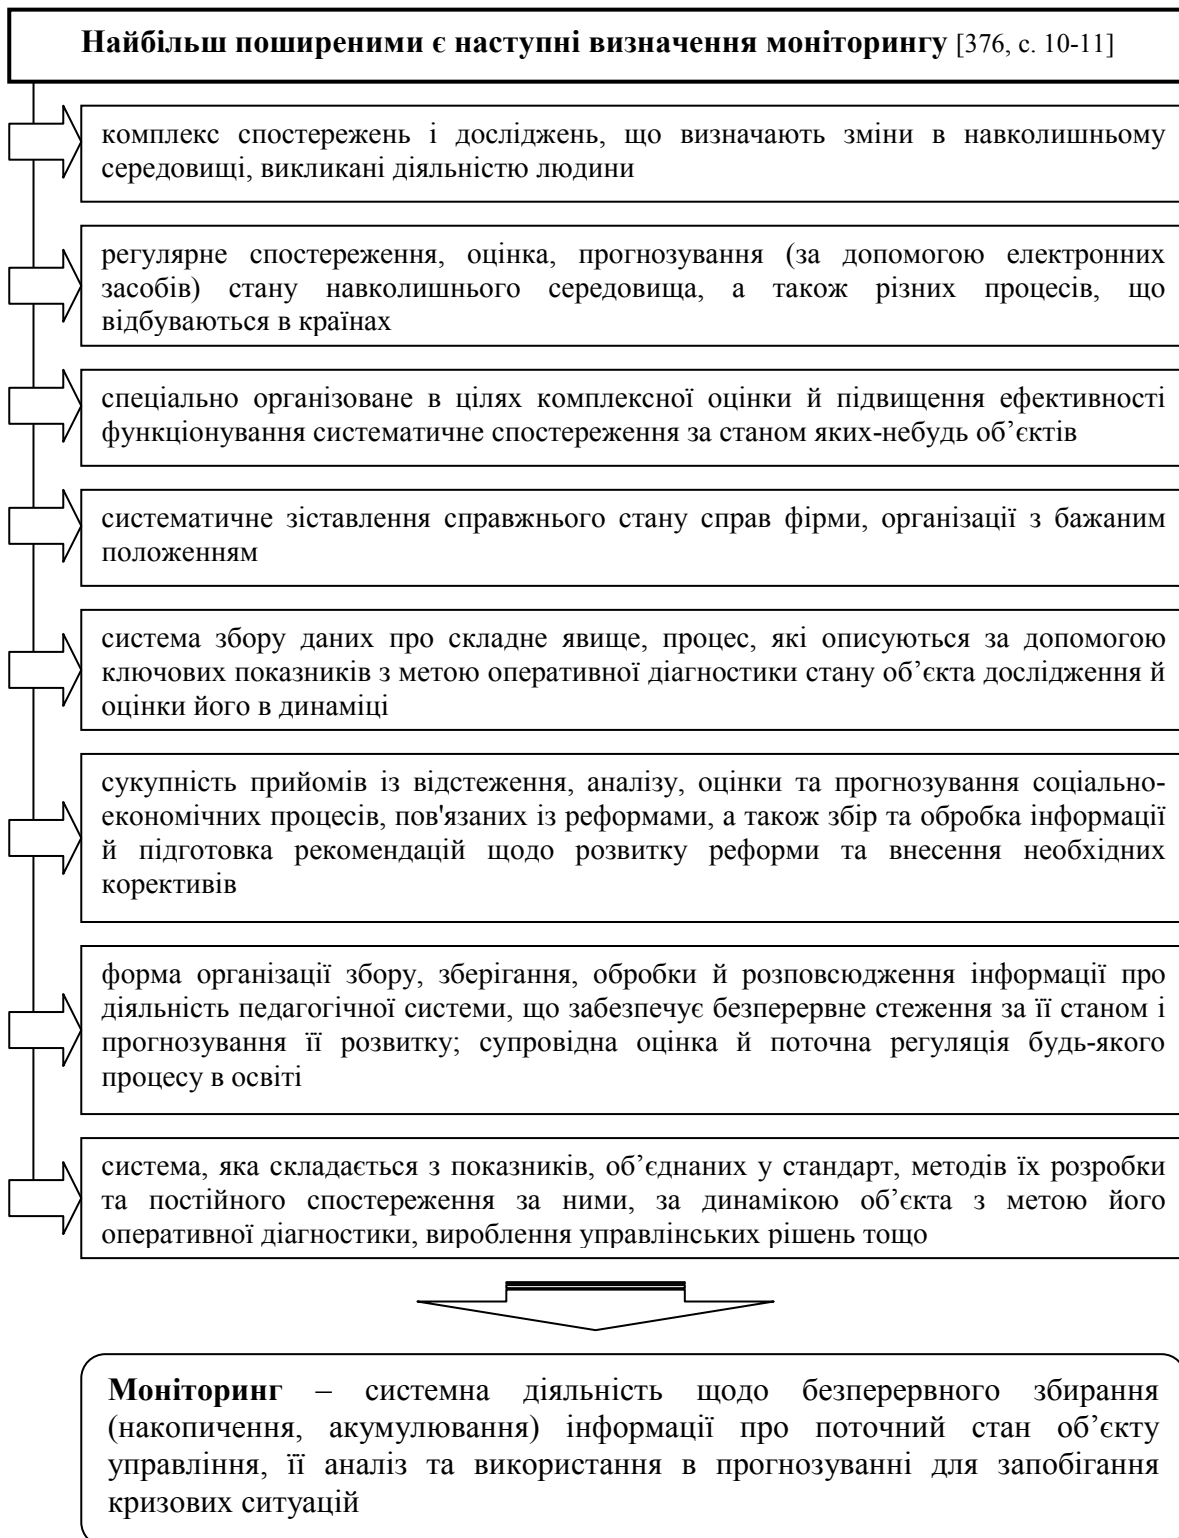 Найбільш поширеними є наступні визначення моніторингу [376, с. 10-11]
комплекс спостережень і досліджень, що визначають зміни в навколишньому
середовищі, викликані діяльністю людини
регулярне спостереження, оцінка, прогнозування (за допомогою електронних
засобів) стану навколишнього середовища, а також різних процесів, що
відбуваються в країнах
спеціально організоване в цілях комплексної оцінки й підвищення ефективності
функціонування систематичне спостереження за станом яких-небудь об’єктів
систематичне зіставлення справжнього стану справ фірми, організації з бажаним
положенням
система збору даних про складне явище, процес, які описуються за допомогою
ключових показників з метою оперативної діагностики стану об’єкта дослідження й
оцінки його в динаміці
сукупність прийомів із відстеження, аналізу, оцінки та прогнозування соціально-
економічних процесів, пов'язаних із реформами, а також збір та обробка інформації
й підготовка рекомендацій щодо розвитку реформи та внесення необхідних
корективів
форма організації збору, зберігання, обробки й розповсюдження інформації про
діяльність педагогічної системи, що забезпечує безперервне стеження за її станом і
прогнозування її розвитку; супровідна оцінка й поточна регуляція будь-якого
процесу в освіті
система, яка складається з показників, об’єднаних у стандарт, методів їх розробки
та постійного спостереження за ними, за динамікою об’єкта з метою його
оперативної діагностики, вироблення управлінських рішень тощо
Моніторинг – системна діяльність щодо безперервного збирання
(накопичення, акумулювання) інформації про поточний стан об’єкту
управління, її аналіз та використання в прогнозуванні для запобігання
кризових ситуацій